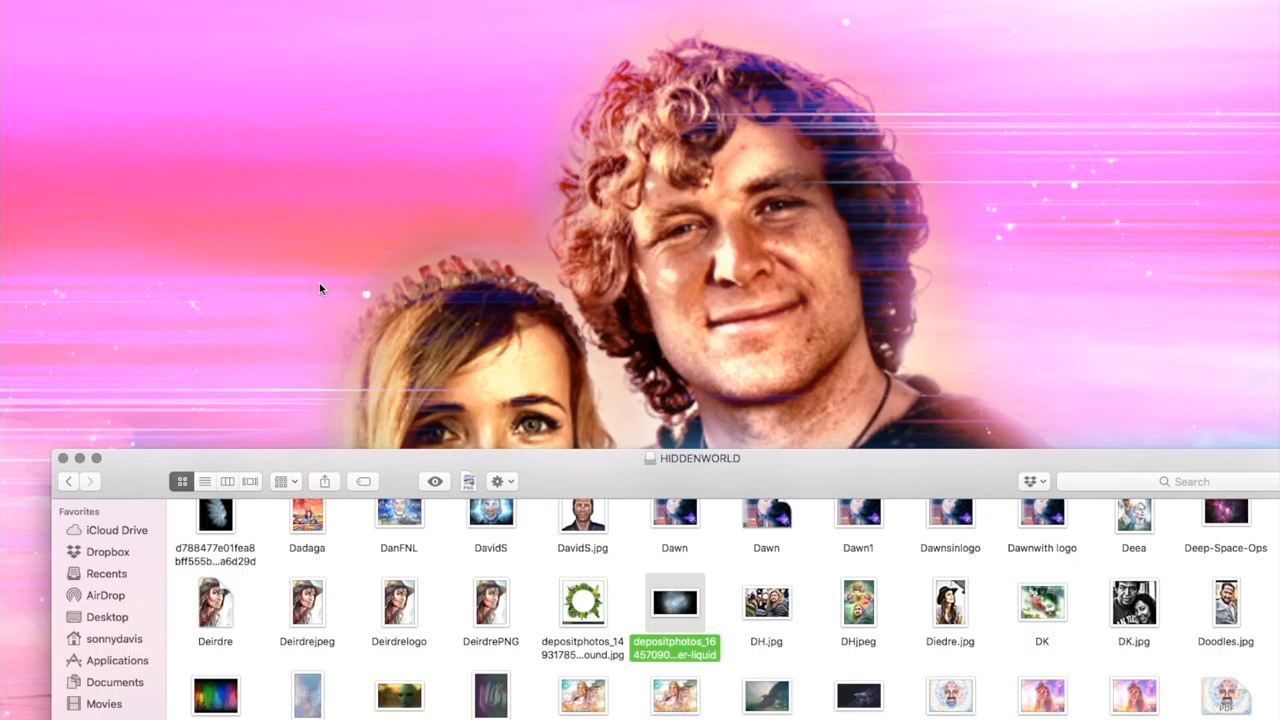 HIDDENWORLD
Search
Favorites
iCloud Drive
Dropbox
Recents
AirDrop
Desktop
sonnydavis
Applications
Documents
Movies
d788477e01fea8
bff555b...a6d29d
Dadaga
DanFNL
DavidS
DavidS.jpg
Dawn
Dawn
Dawn1
Dawnsinlogo
Dawnwith logo
Deea
Deep-Space-Ops
Deirdre
Deirdrejpeg
Deirdrelogo
DeirdrePNG
depositphotos_14
931785...ound.jpg
depositphotos_16
457090...er-liquid
DH.jpg
DHjpeg
Diedre.jpg
DK
DK.jpg
Doodles.jpg
PDF